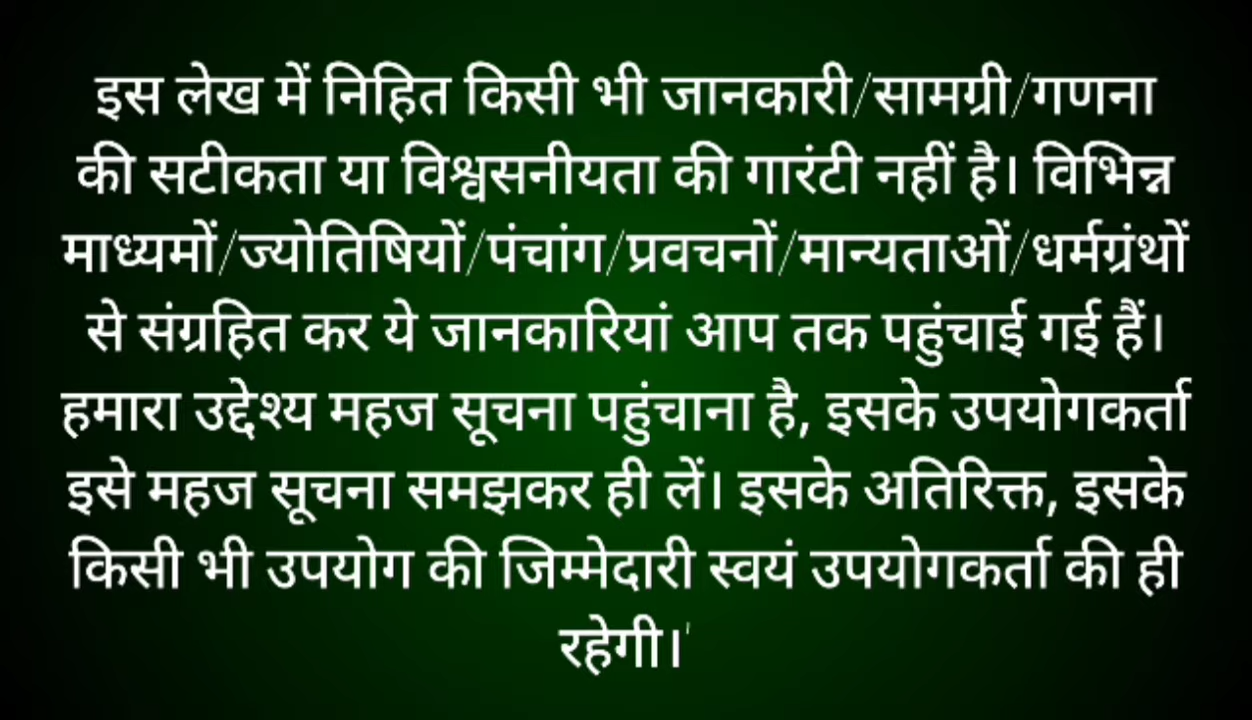 इस लेख में निहित किसी भी जानकारी/सामग्री/गणना
की सटीकता या विश्वसनीयता की गारंटी नहीं है। विभिन्न
माध्यमों/ज्योतिषियों/पंचांग/प्रवचनों/मान्यताओं/धर्मग्रंथों
से संग्रहित कर ये जानकारियां आप तक पहुंचाई गई हैं।
हमारा उद्देश्य महज सूचना पहुंचाना है, इसके उपयोगकर्ता
इसे महज सूचना समझकर ही लें। इसके अतिरिक्त, इसके
किसी भी उपयोग की जिम्मेदारी स्वयं उपयोगकर्ता की ही
रहेगी।'